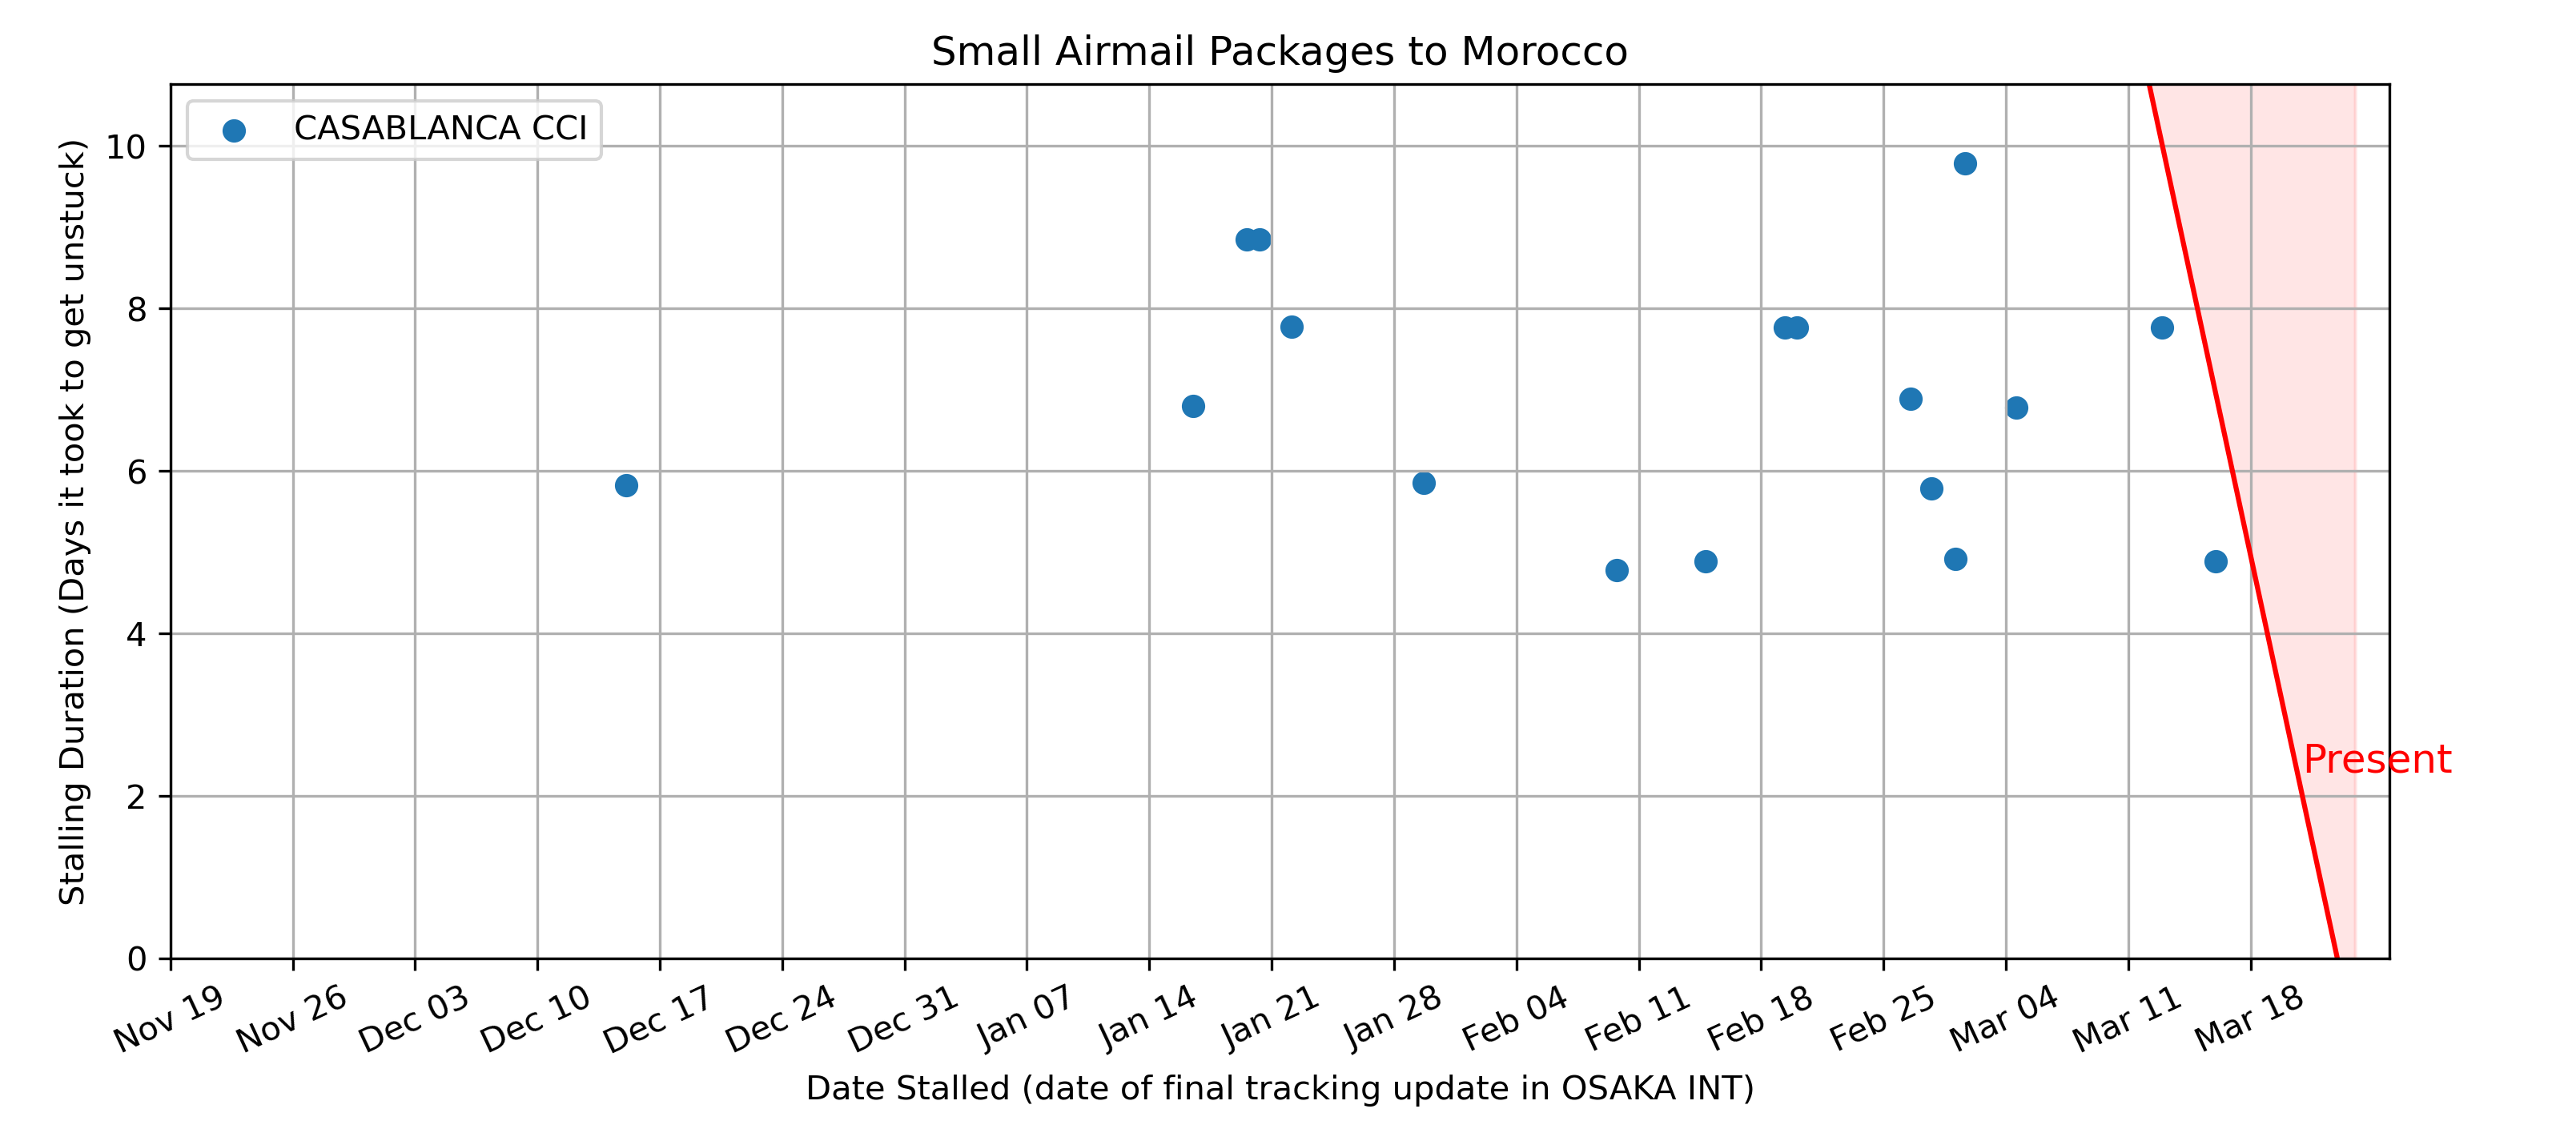 Small Airmail Packages to Morocco
CASABLANCA CCI
Stalling Duration (Days it took to get unstuck)
10
8
6
4
2
0
Present
Nov 19
Nov 26
Dec 03
Dec 10
Dec 17
Dec 24
Dec 31
Jan 07
Jan 14
Jan 21
Jan 28
Feb 04
Feb 11
Feb 18
Feb 25
Mar 04
Mar 11
Mar 18
Date Stalled (date of final tracking update in OSAKA INT)